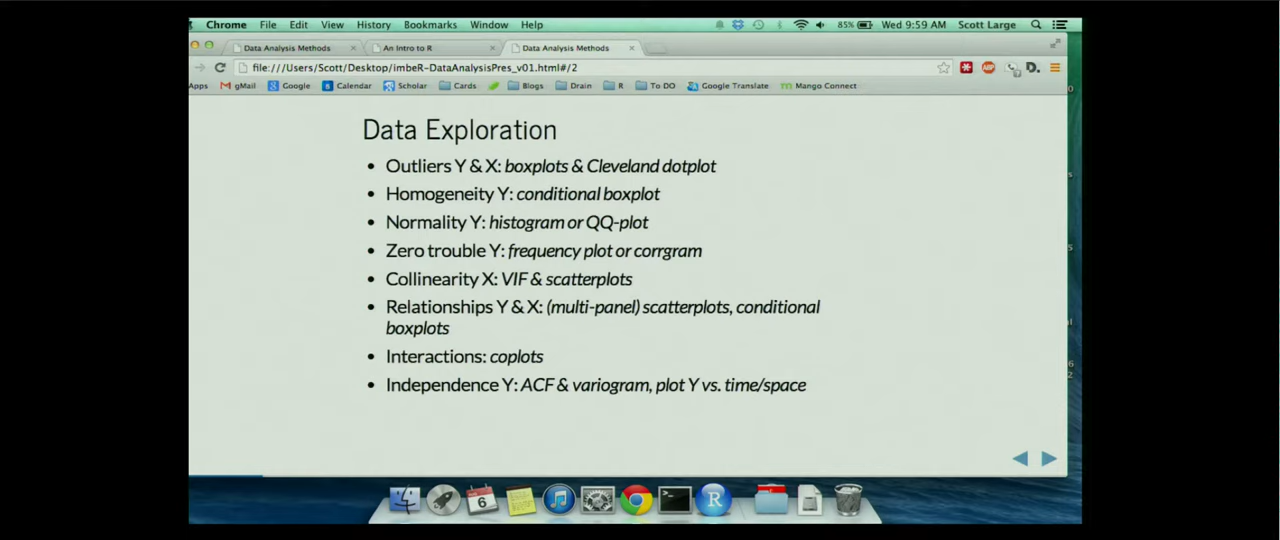 Chrome File Edit View History Bookmarks Window Help 85% Wed 9:59 AM Scott Large
Data Analysis Methods An Intro to R Data Analysis Methods
file:///Users/Scott/Desktop/imbeR-DataAnalysisPres_v01.html#/2
Apps gMail Google Calendar Scholar Cards Blogs Drain R To DO Google Translate Mango Connect
Data Exploration
• Outliers Y & X: boxplots & Cleveland dotplot
• Homogeneity Y: conditional boxplot
• Normality Y: histogram or QQ-plot
• Zero trouble Y: frequency plot or corrgram
• Collinearity X: VIF & scatterplots
• Relationships Y & X: (multi-panel) scatterplots, conditional
boxplots
• Interactions: coplots
• Independence Y: ACF & variogram, plot Y vs. time/space
6
R